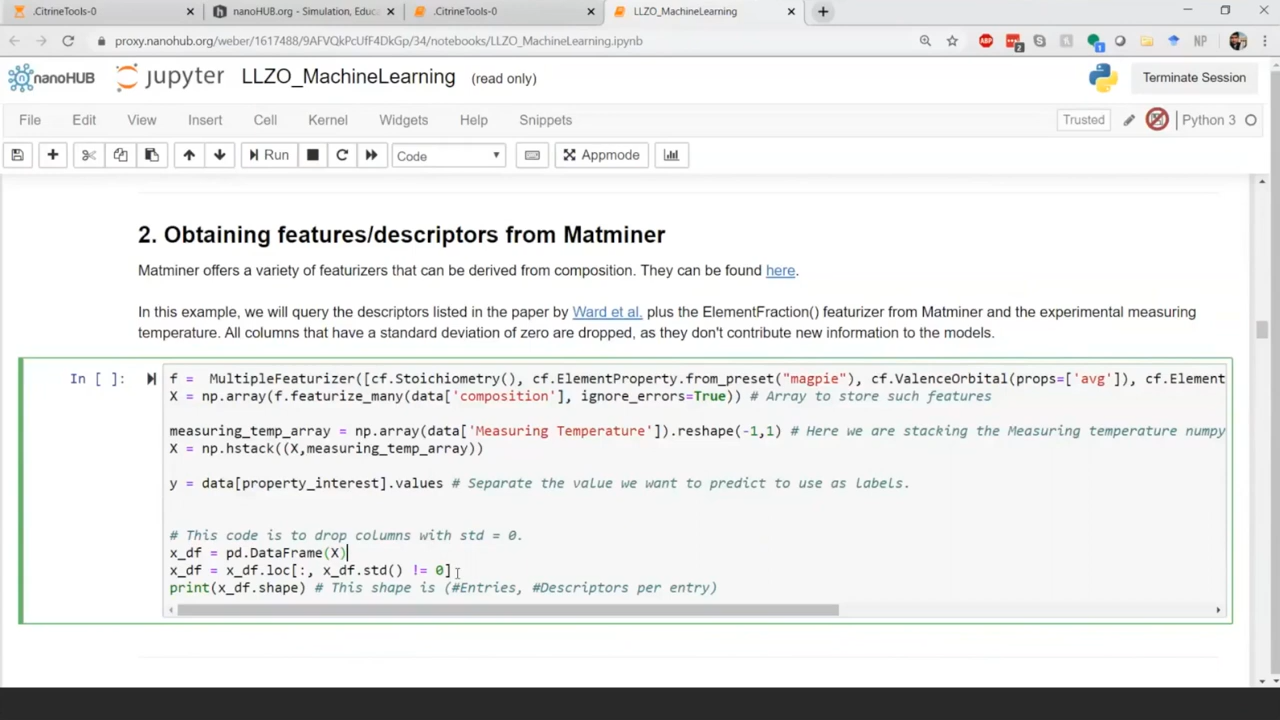 .CitrineTools-0
nanoHUB.org - Simulation, Educ
.CitrineTools-0
LLZO_MachineLearning
proxy.nanohub.org/weber/1617488/9AFVQkPcUfF4DkGp/34/notebooks/LLZO_MachineLearning.ipynb
ABP
2
1
NP
nanoHUB
jupyter
LLZO_MachineLearning
(read only)
Terminate Session
File
Edit
View
Insert
Cell
Kernel
Widgets
Help
Snippets
Trusted
Python 3
Run
Code
Appmode
2. Obtaining features/descriptors from Matminer
Matminer offers a variety of featurizers that can be derived from composition. They can be found here.
In this example, we will query the descriptors listed in the paper by Ward et al. plus the ElementFraction() featurizer from Matminer and the experimental measuring
temperature. All columns that have a standard deviation of zero are dropped, as they don't contribute new information to the models.
In [ ]:
f =  MultipleFeaturizer([cf.Stoichiometry(), cf.ElementProperty.from_preset("magpie"), cf.ValenceOrbital(props=['avg']), cf.Element
X = np.array(f.featurize_many(data['composition'], ignore_errors=True)) # Array to store such features
measuring_temp_array = np.array(data['Measuring Temperature']).reshape(-1,1) # Here we are stacking the Measuring temperature numpy
X = np.hstack((X,measuring_temp_array))
y = data[property_interest].values # Separate the value we want to predict to use as labels.
# This code is to drop columns with std = 0.
x_df = pd.DataFrame(X)
x_df = x_df.loc[:, x_df.std() != 0]
print(x_df.shape) # This shape is (#Entries, #Descriptors per entry)